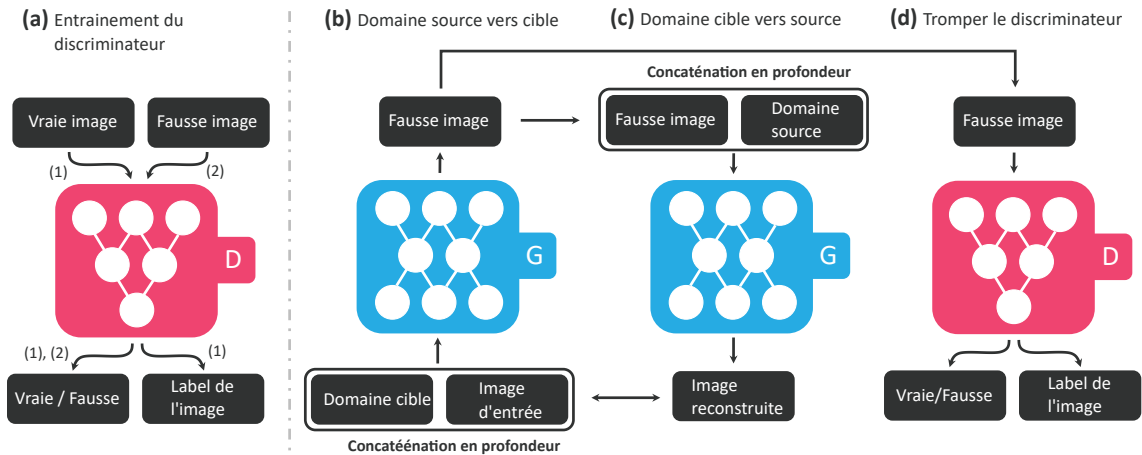 (a) Entrainement du
discriminateur
Vraie image
Fausse image
(1)
(2)
D
(1), (2)
(1)
Vraie / Fausse
Label de
l'image
(b) Domaine source vers cible
Fausse image
G
Domaine cible
Image
d'entrée
Concatéénation en profondeur
(c) Domaine cible vers source
Concaténation en profondeur
Fausse image
Domaine
source
G
Image
reconstruite
(d) Tromper le discriminateur
Fausse image
D
Vraie/Fausse
Label de
l'image